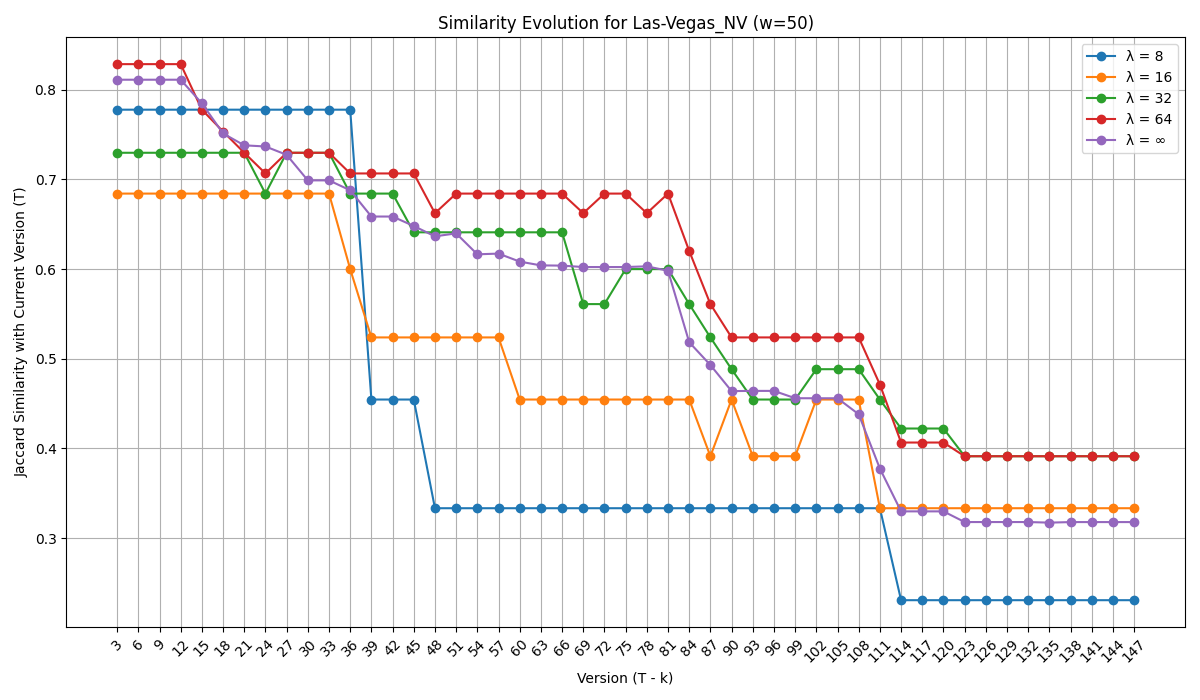 Similarity Evolution for Las-Vegas_NV (w=50)
λ = 8
λ = 16
λ = 32
λ = 64
λ = ∞
Jaccard Similarity with Current Version (T)
0.8
0.7
0.6
0.5
0.4
0.3
3 6 9 12 15 18 21 24 27 30 33 36 39 42 45 48 51 54 57 60 63 66 69 72 75 78 81 84 87 90 93 96 99 102 105 108 111 114 117 120 123 126 129 132 135 138 141 144 147
Version (T - k)